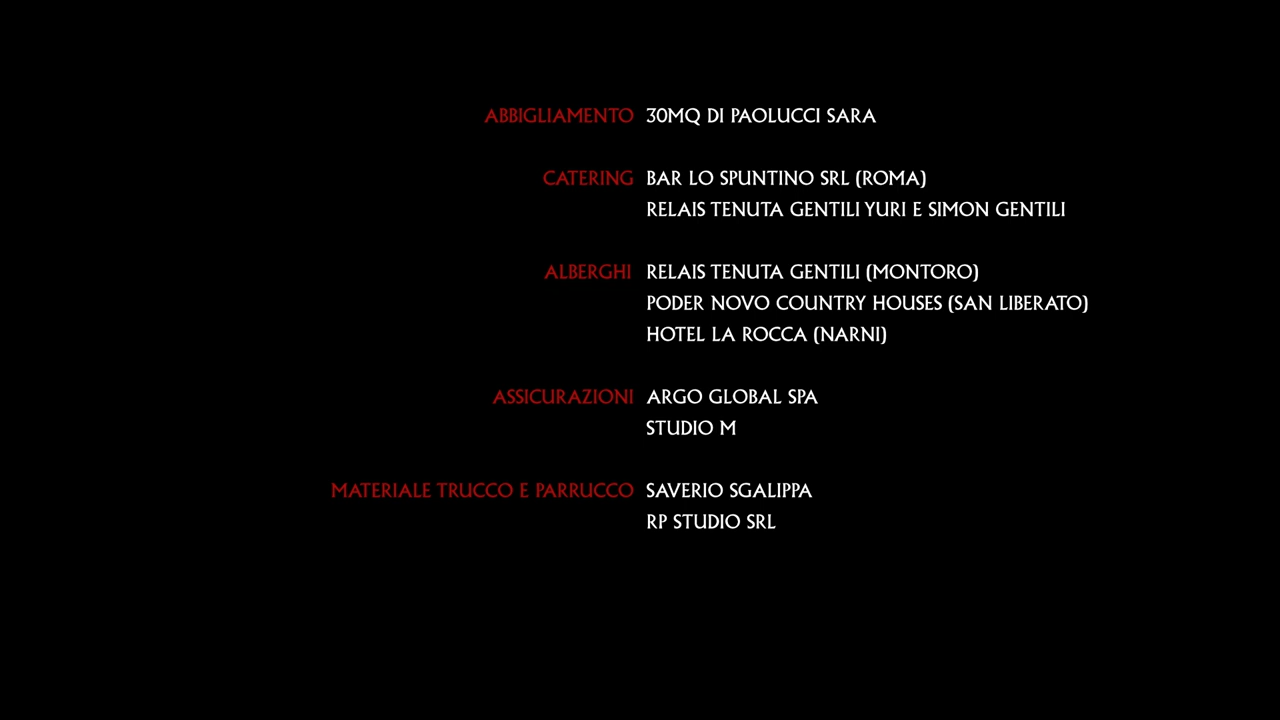 ABBIGLIAMENTO 30MQ DI PAOLUCCI SARA
CATERING BAR LO SPUNTINO SRL (ROMA)
RELAIS TENUTA GENTILI YURI E SIMON GENTILI
ALBERGHI RELAIS TENUTA GENTILI (MONTORO)
PODER NOVO COUNTRY HOUSES (SAN LIBERATO)
HOTEL LA ROCCA (NARNI)
ASSICURAZIONI ARGO GLOBAL SPA
STUDIO M
MATERIALE TRUCCO E PARRUCCO SAVERIO SGALIPPA
RP STUDIO SRL